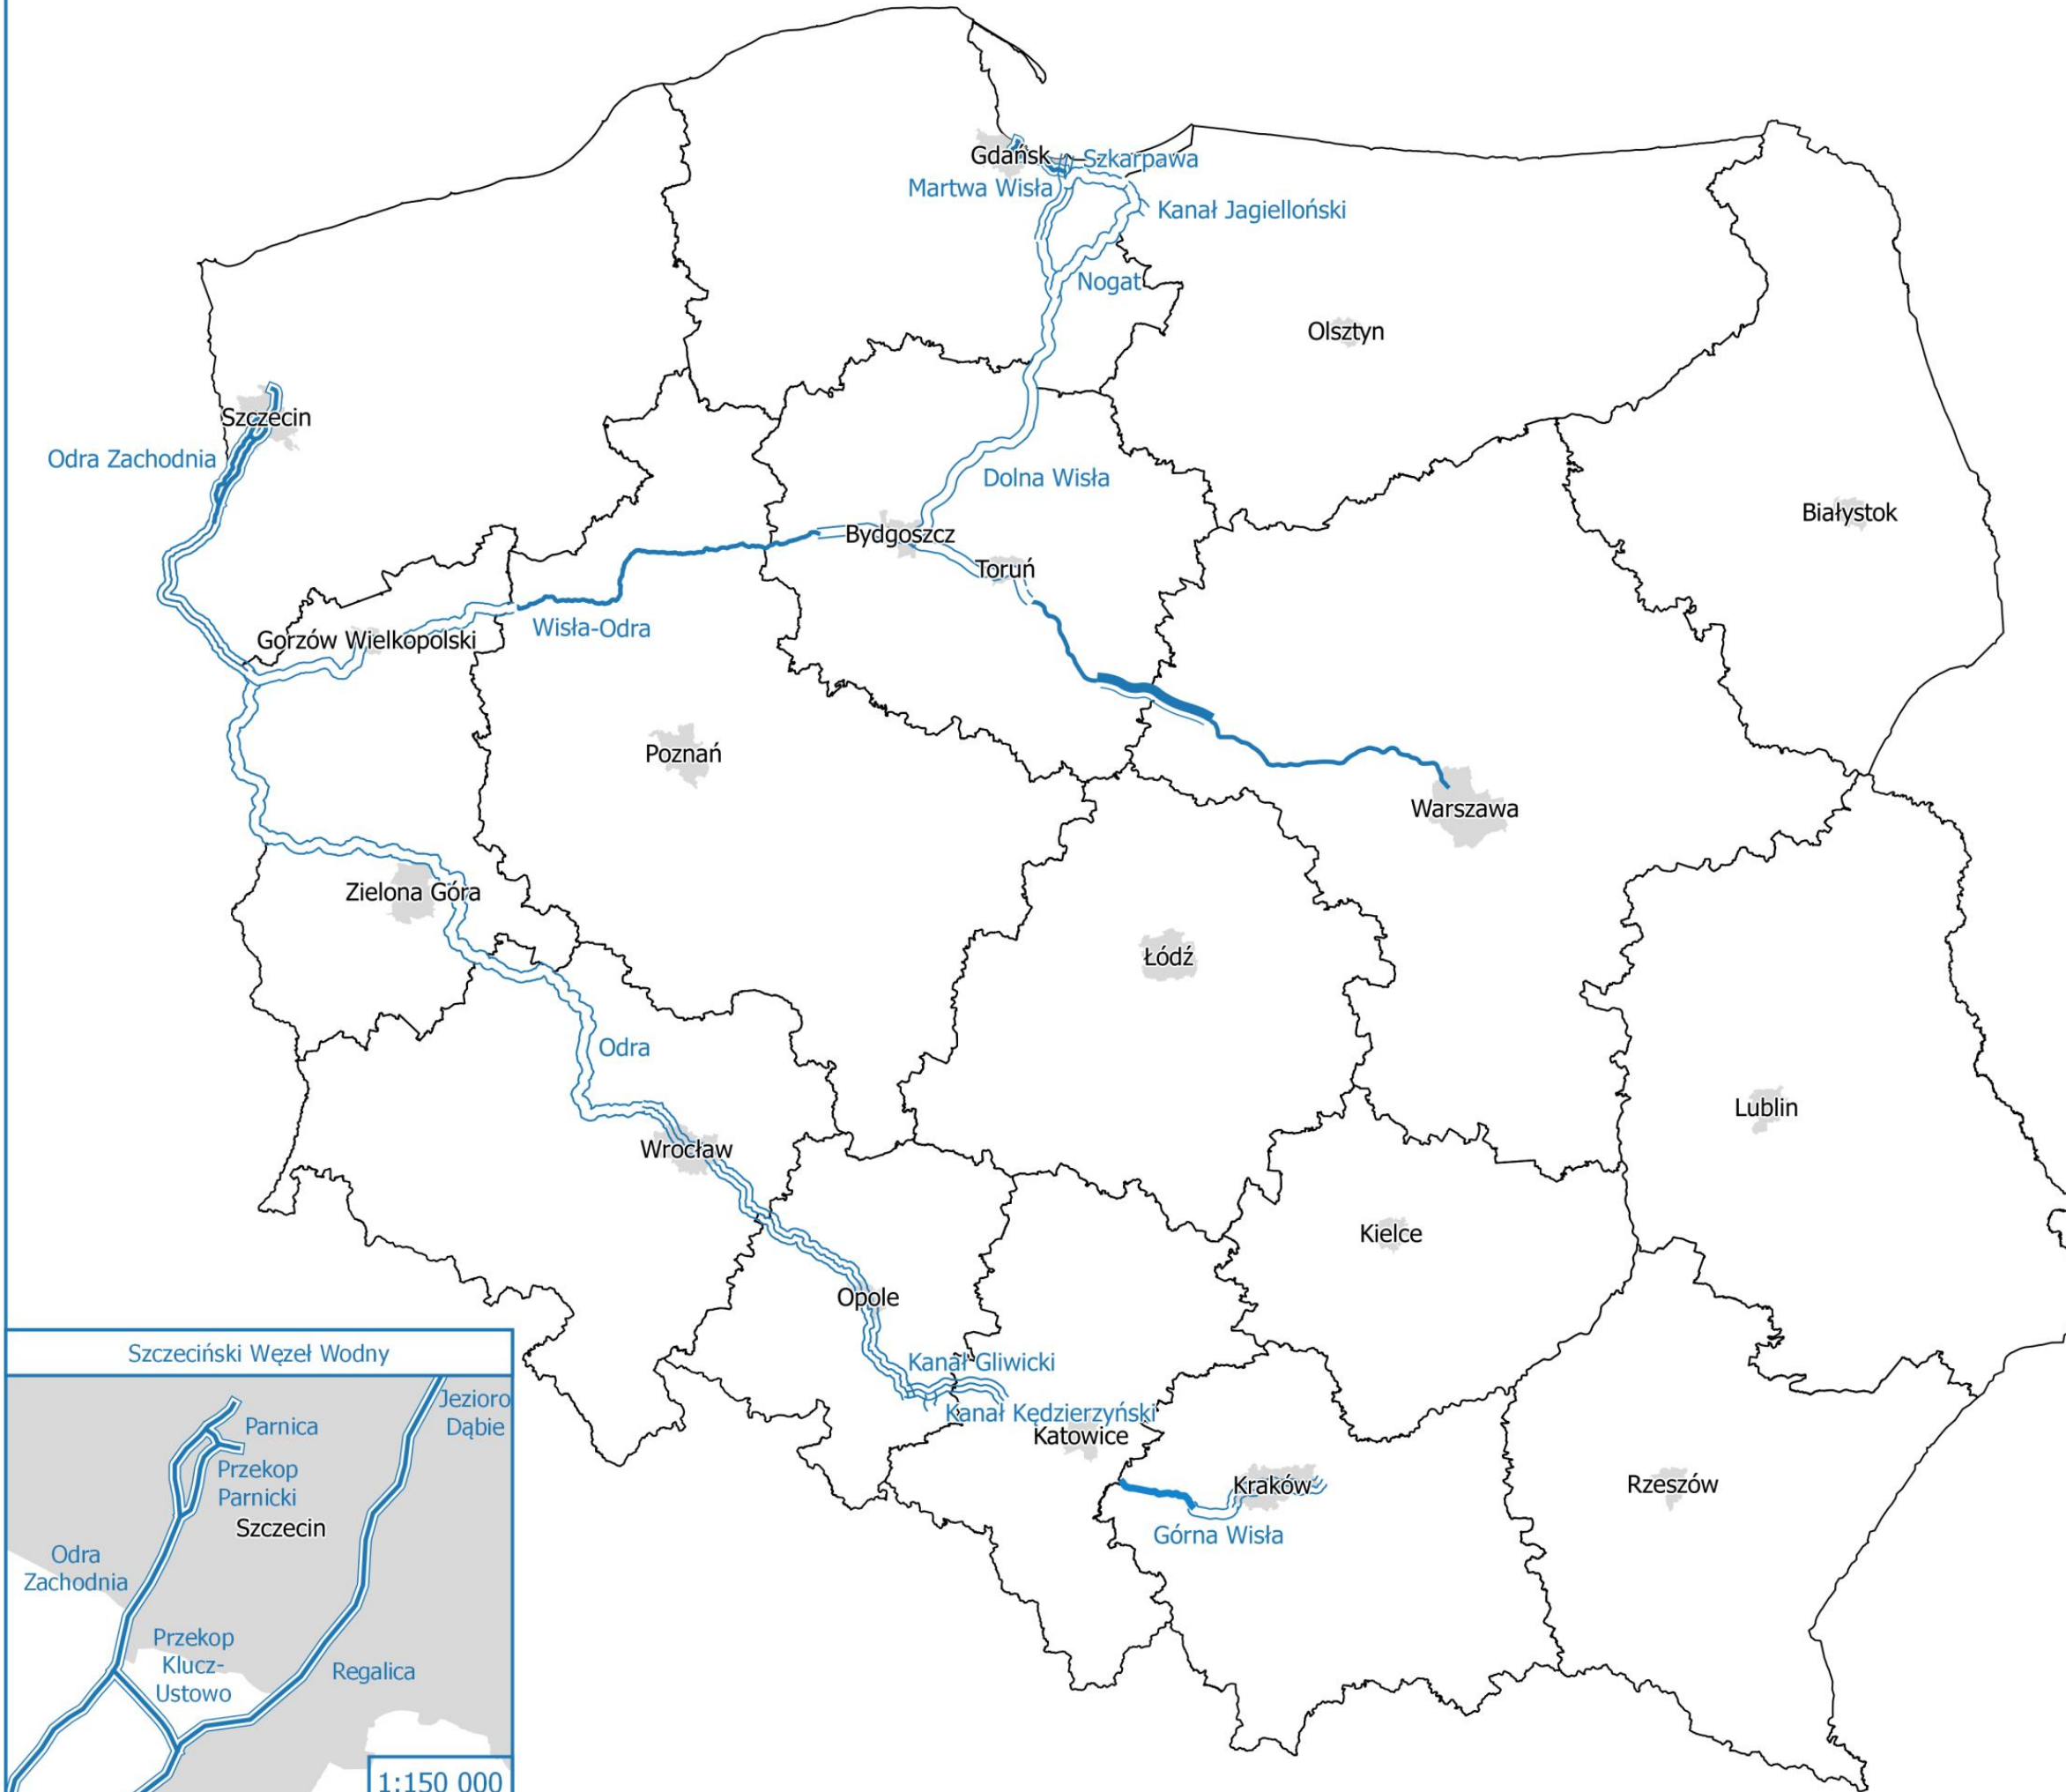 Gdańsk
Szkarpawa
Martwa Wisła
Kanał Jagielloński
Nogat
Olsztyn
Szczecin
Odra Zachodnia
Dolna Wisła
Białystok
Bydgoszcz
Toruń
Gorzów Wielkopolski
Wisła-Odra
Poznań
Warszawa
Zielona Góra
Łódź
Odra
Lublin
Wrocław
Kielce
Opole
Kanał Gliwicki
Kanał Kędzierzyński
Katowice
Kraków
Rzeszów
Górna Wisła
Szczeciński Węzeł Wodny
Jezioro
Dąbie
Parnica
Przekop
Parnicki
Szczecin
Odra
Zachodnia
Przekop
Klucz-
Ustowo
Regalica
1:150 000